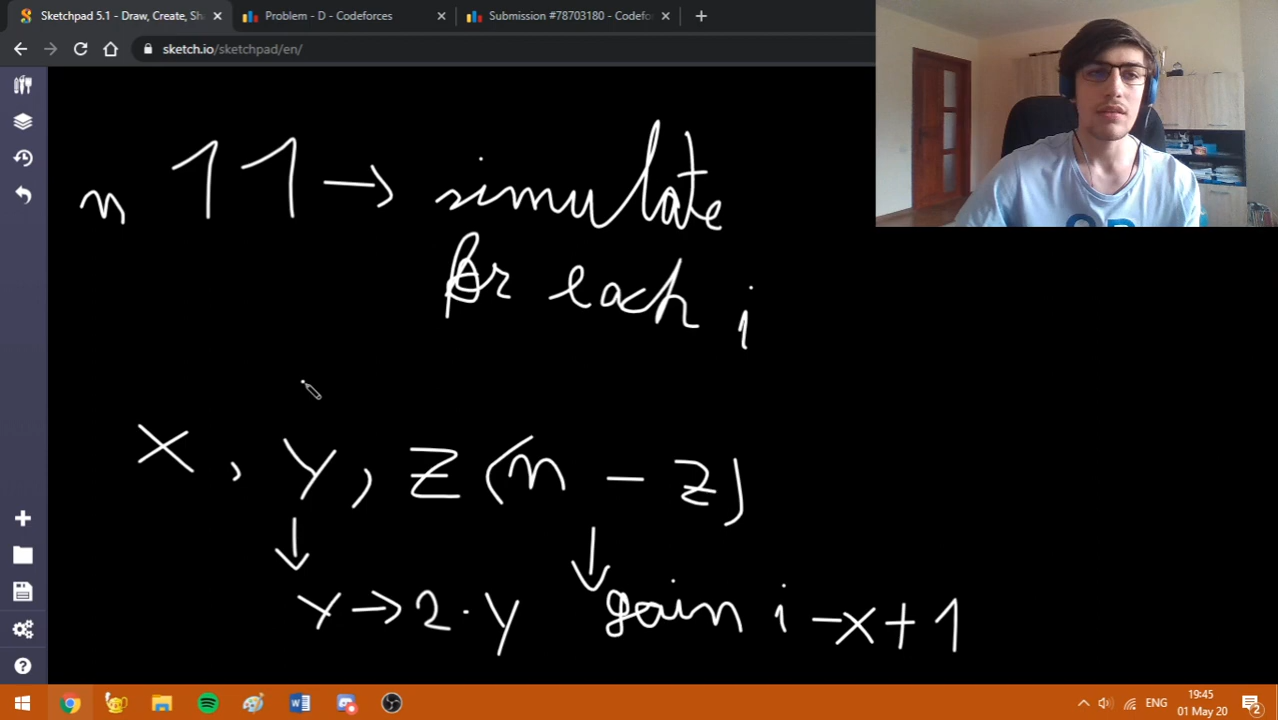 Sketchpad 5.1 - Draw, Create, Sh
Problem - D - Codeforces
Submission #78703180 - Codefo
sketch.io/sketchpad/en/
n 11 → simulate
for each i
X, Y, Z (n - z)
Y → 2 · y
gain i - x + 1
ENG
19:45
01 May 20
2